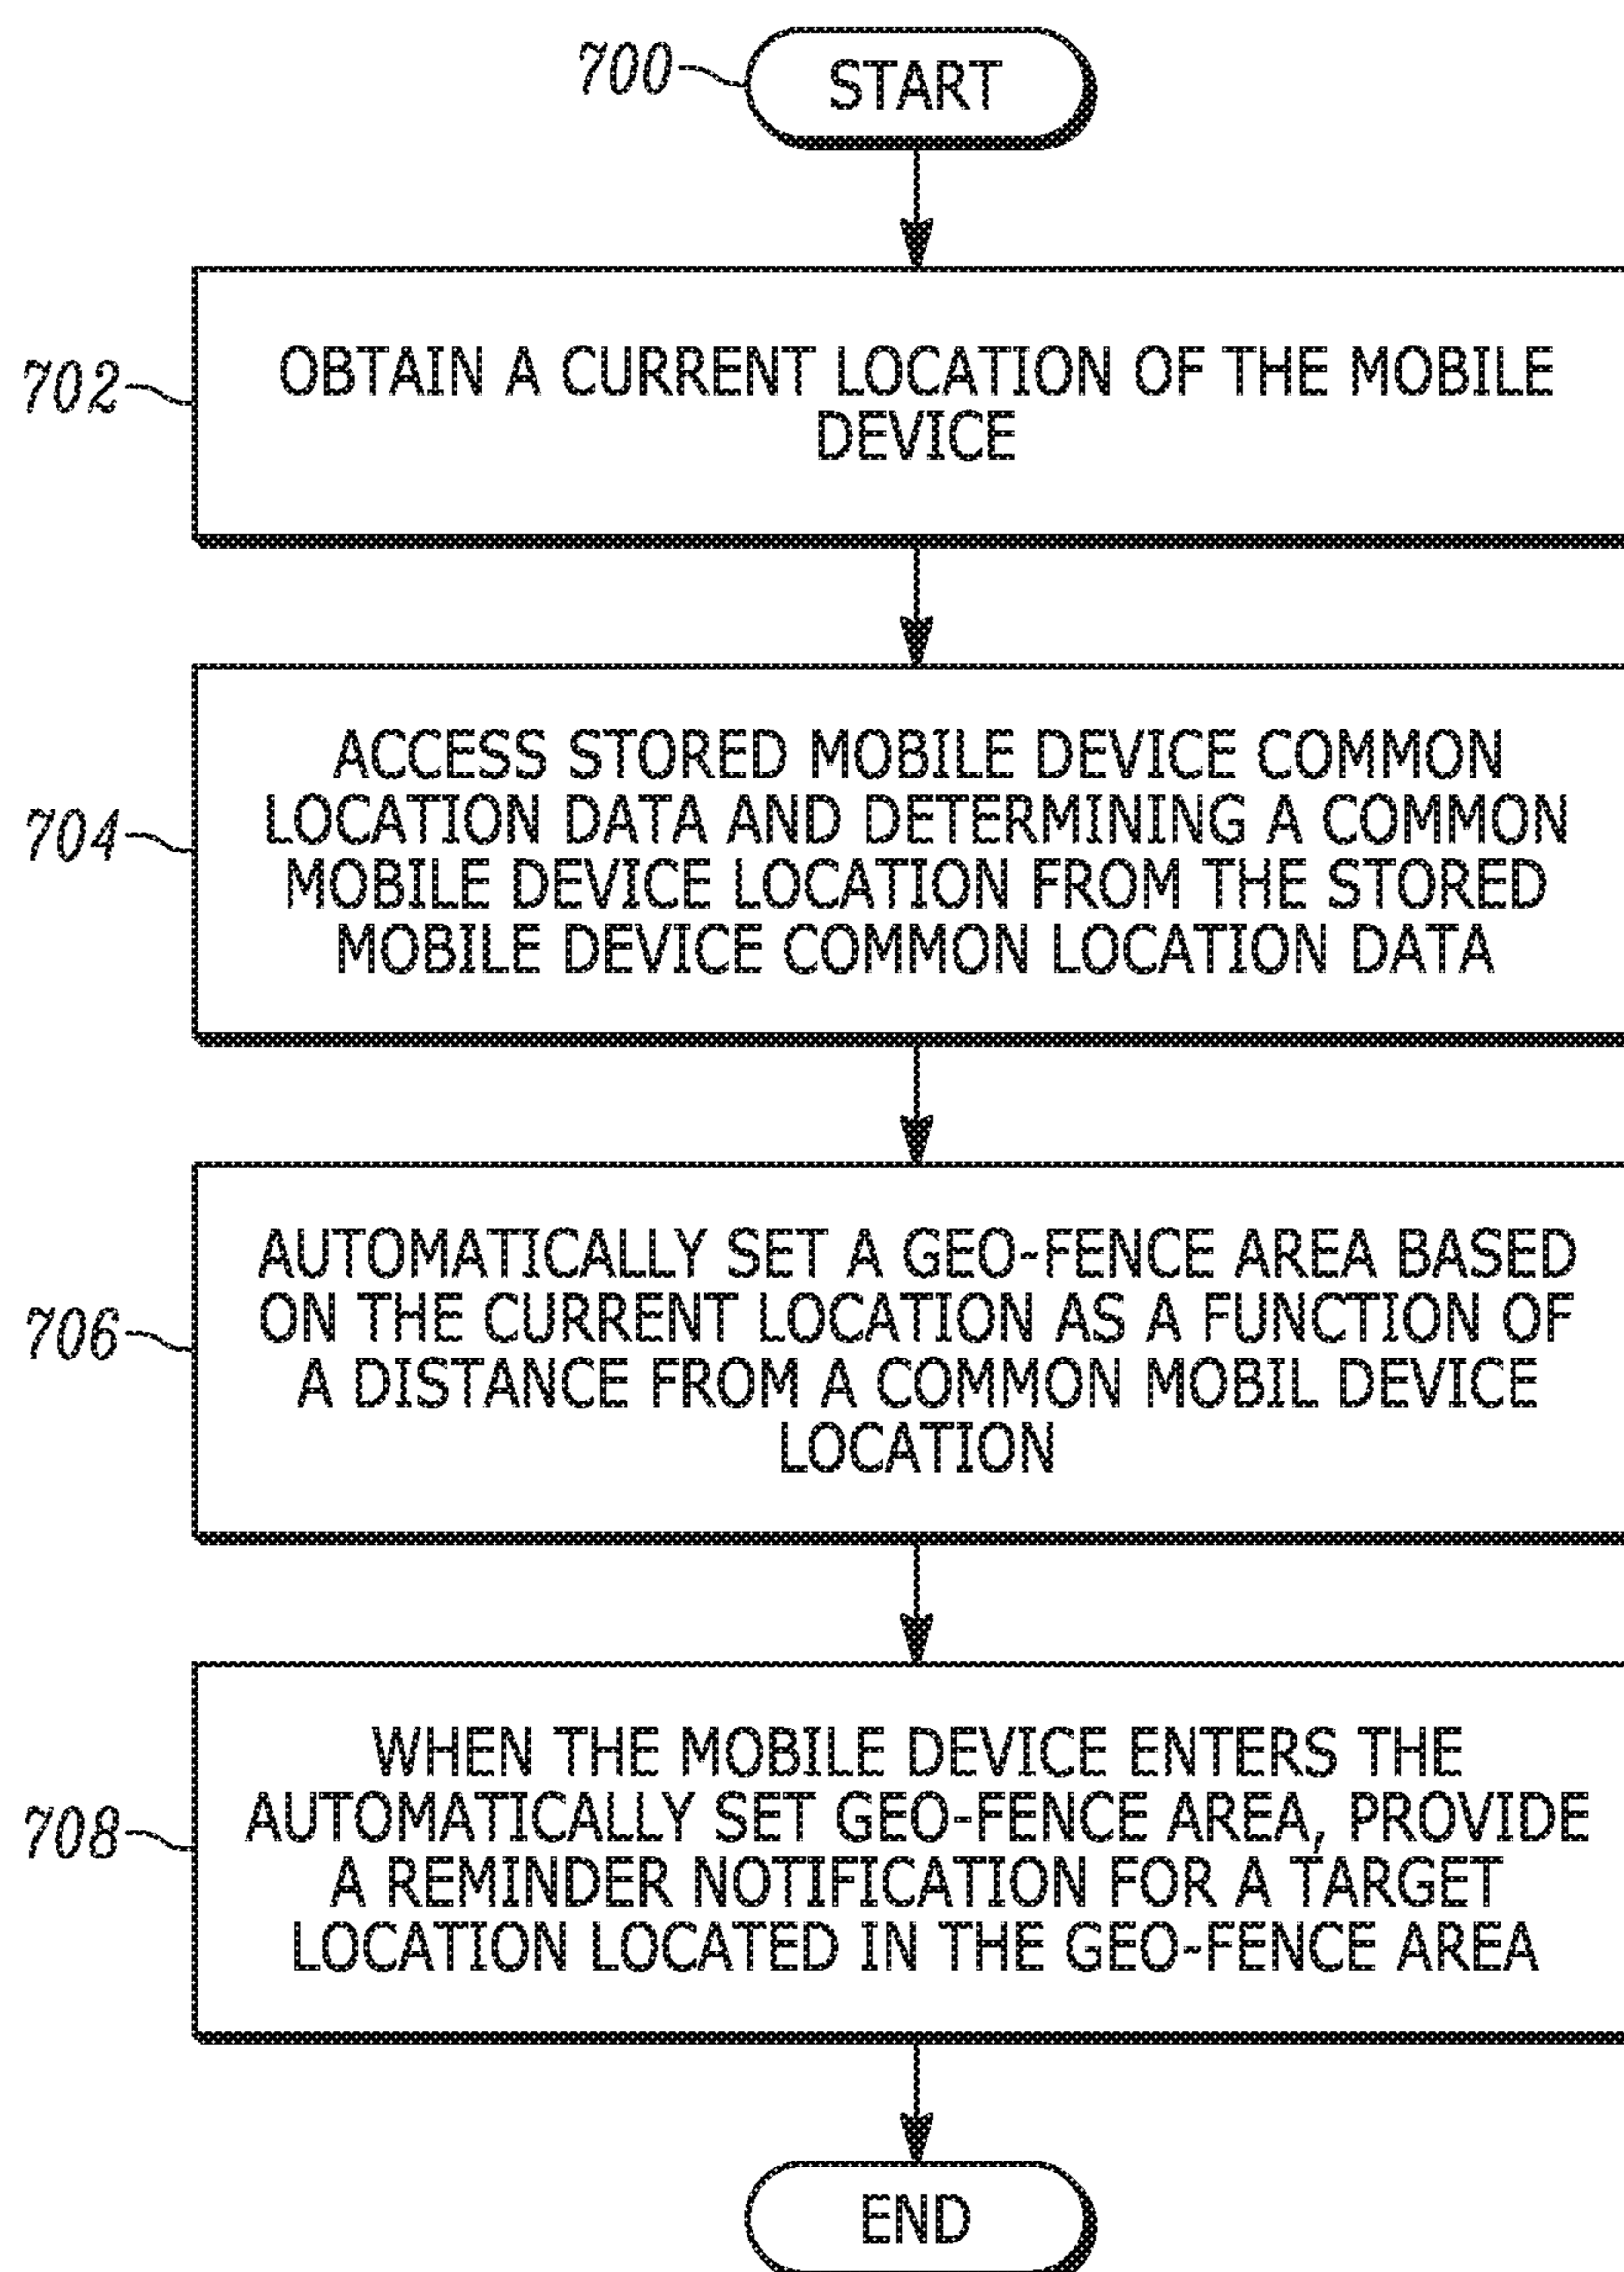 700
START
702
OBTAIN A CURRENT LOCATION OF THE MOBILE
DEVICE
704
ACCESS STORED MOBILE DEVICE COMMON
LOCATION DATA AND DETERMINING A COMMON
MOBILE DEVICE LOCATION FROM THE STORED
MOBILE DEVICE COMMON LOCATION DATA
706
AUTOMATICALLY SET A GEO-FENCE AREA BASED
ON THE CURRENT LOCATION AS A FUNCTION OF
A DISTANCE FROM A COMMON MOBIL DEVICE
LOCATION
708
WHEN THE MOBILE DEVICE ENTERS THE
AUTOMATICALLY SET GEO-FENCE AREA, PROVIDE
A REMINDER NOTIFICATION FOR A TARGET
LOCATION LOCATED IN THE GEO-FENCE AREA
END